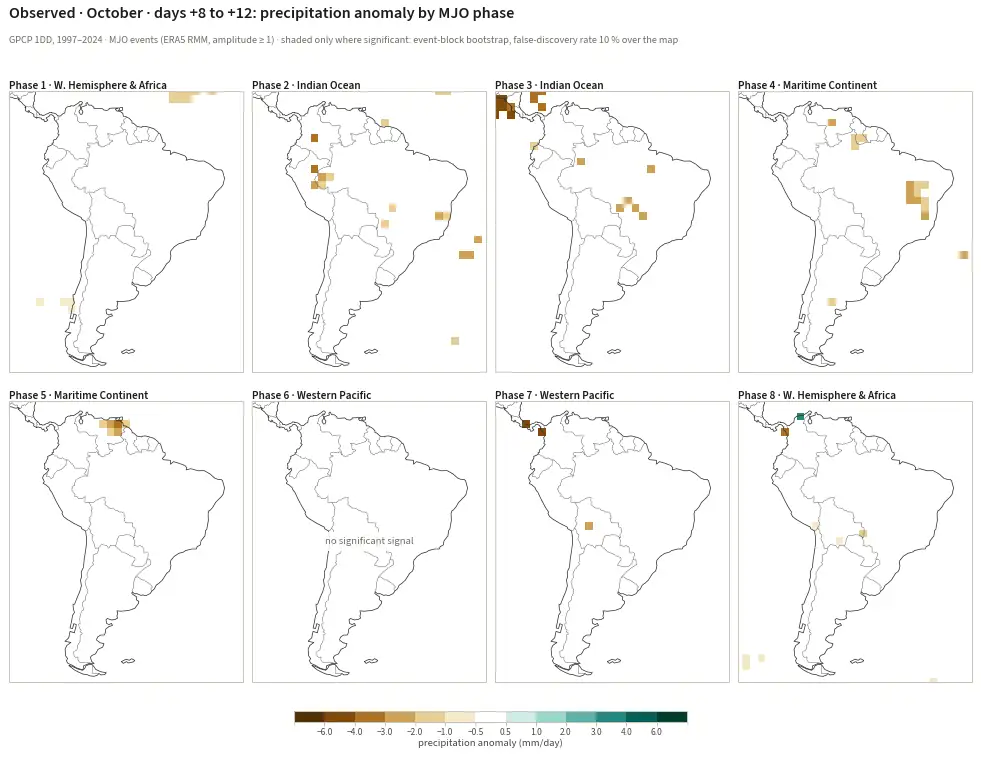 Observed · October · days +8 to +12: precipitation anomaly by MJO phase
GPCP 1DD, 1997–2024 · MJO events (ERA5 RMM, amplitude ≥ 1) · shaded only where significant: event-block bootstrap, false-discovery rate 10 % over the map
Phase 1 · W. Hemisphere & Africa
Phase 2 · Indian Ocean
Phase 3 · Indian Ocean
Phase 4 · Maritime Continent
Phase 5 · Maritime Continent
Phase 6 · Western Pacific
Phase 7 · Western Pacific
Phase 8 · W. Hemisphere & Africa
no significant signal
−6.0 −4.0 −3.0 −2.0 −1.0 −0.5 0.5 1.0 2.0 3.0 4.0 6.0
precipitation anomaly (mm/day)